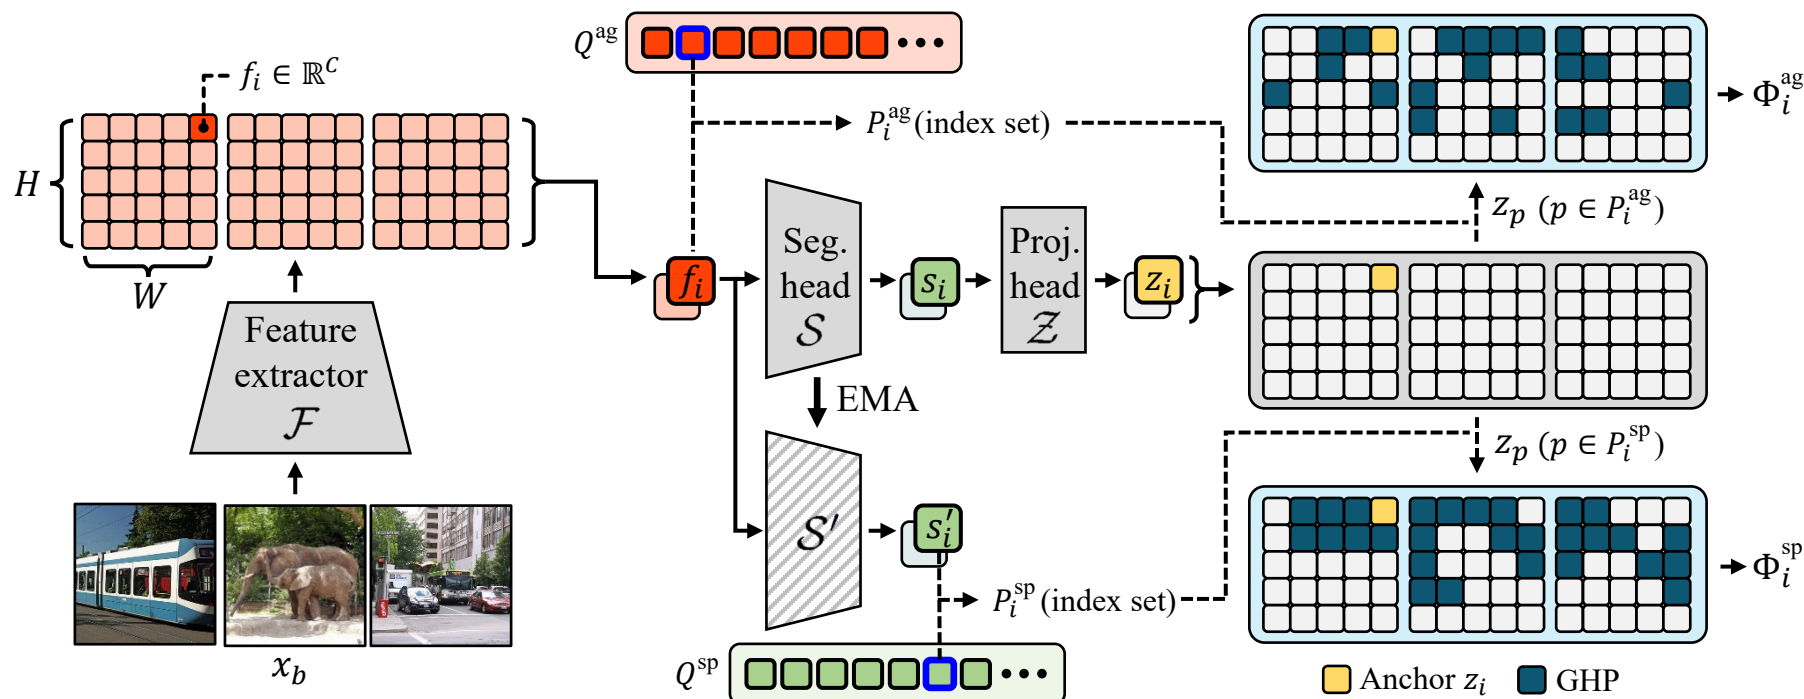 Q^ag
f_i ∈ ℝ^C
P_i^ag (index set)
Φ_i^ag
H
W
z_p (p ∈ P_i^ag)
Feature
extractor
ℱ
f_i
Seg.
head
𝒮
s_i
Proj.
head
𝒵
z_i
EMA
z_p (p ∈ P_i^sp)
𝒮′
s′_i
P_i^sp (index set)
Φ_i^sp
x_b
Q^sp
Anchor z_i
GHP